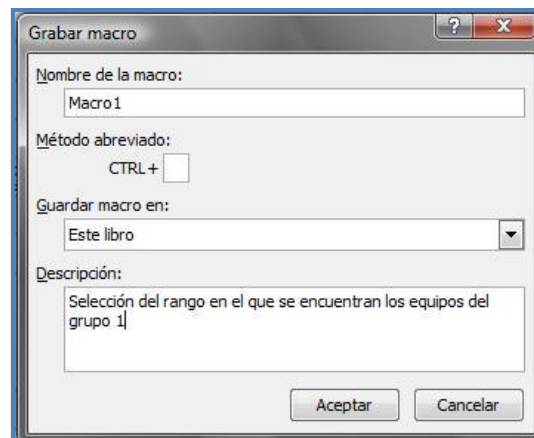 Grabar macro
Nombre de la macro:
Macro1
Método abreviado:
CTRL+
Guardar macro en:
Este libro
Descripción:
Selección del rango en el que se encuentran los equipos del
grupo 1
Aceptar Cancelar